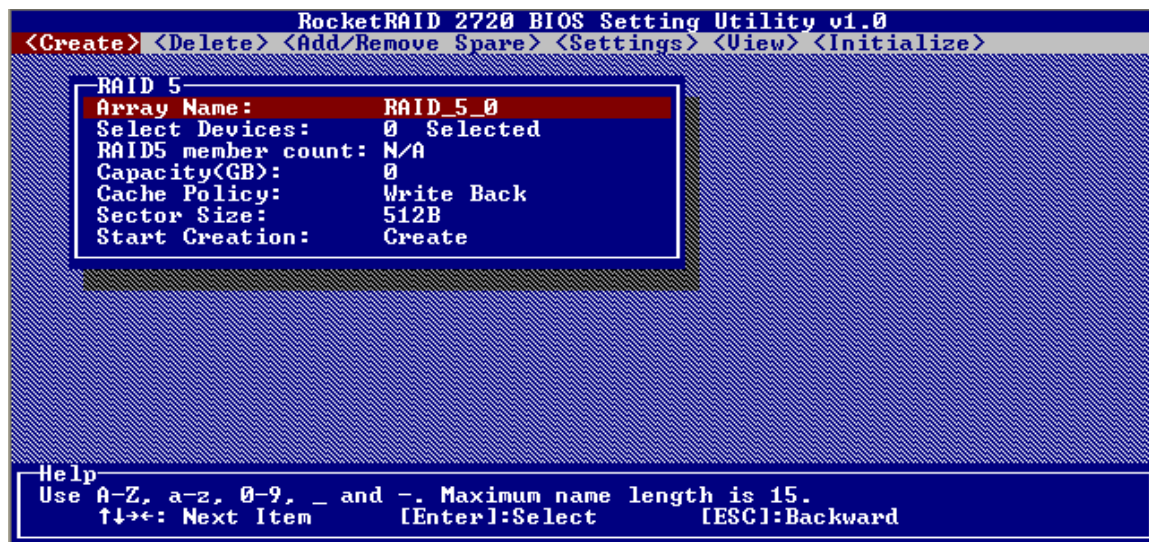 RocketRAID 2720 BIOS Setting Utility v1.0
<Create> <Delete> <Add/Remove Spare> <Settings> <View> <Initialize>
RAID 5
Array Name: RAID_5_0
Select Devices: 0 Selected
RAID5 member count: N/A
Capacity(GB): 0
Cache Policy: Write Back
Sector Size: 512B
Start Creation: Create
Help
Use A-Z, a-z, 0-9, _ and -. Maximum name length is 15.
↑↓→←: Next Item [Enter]:Select [ESC]:Backward